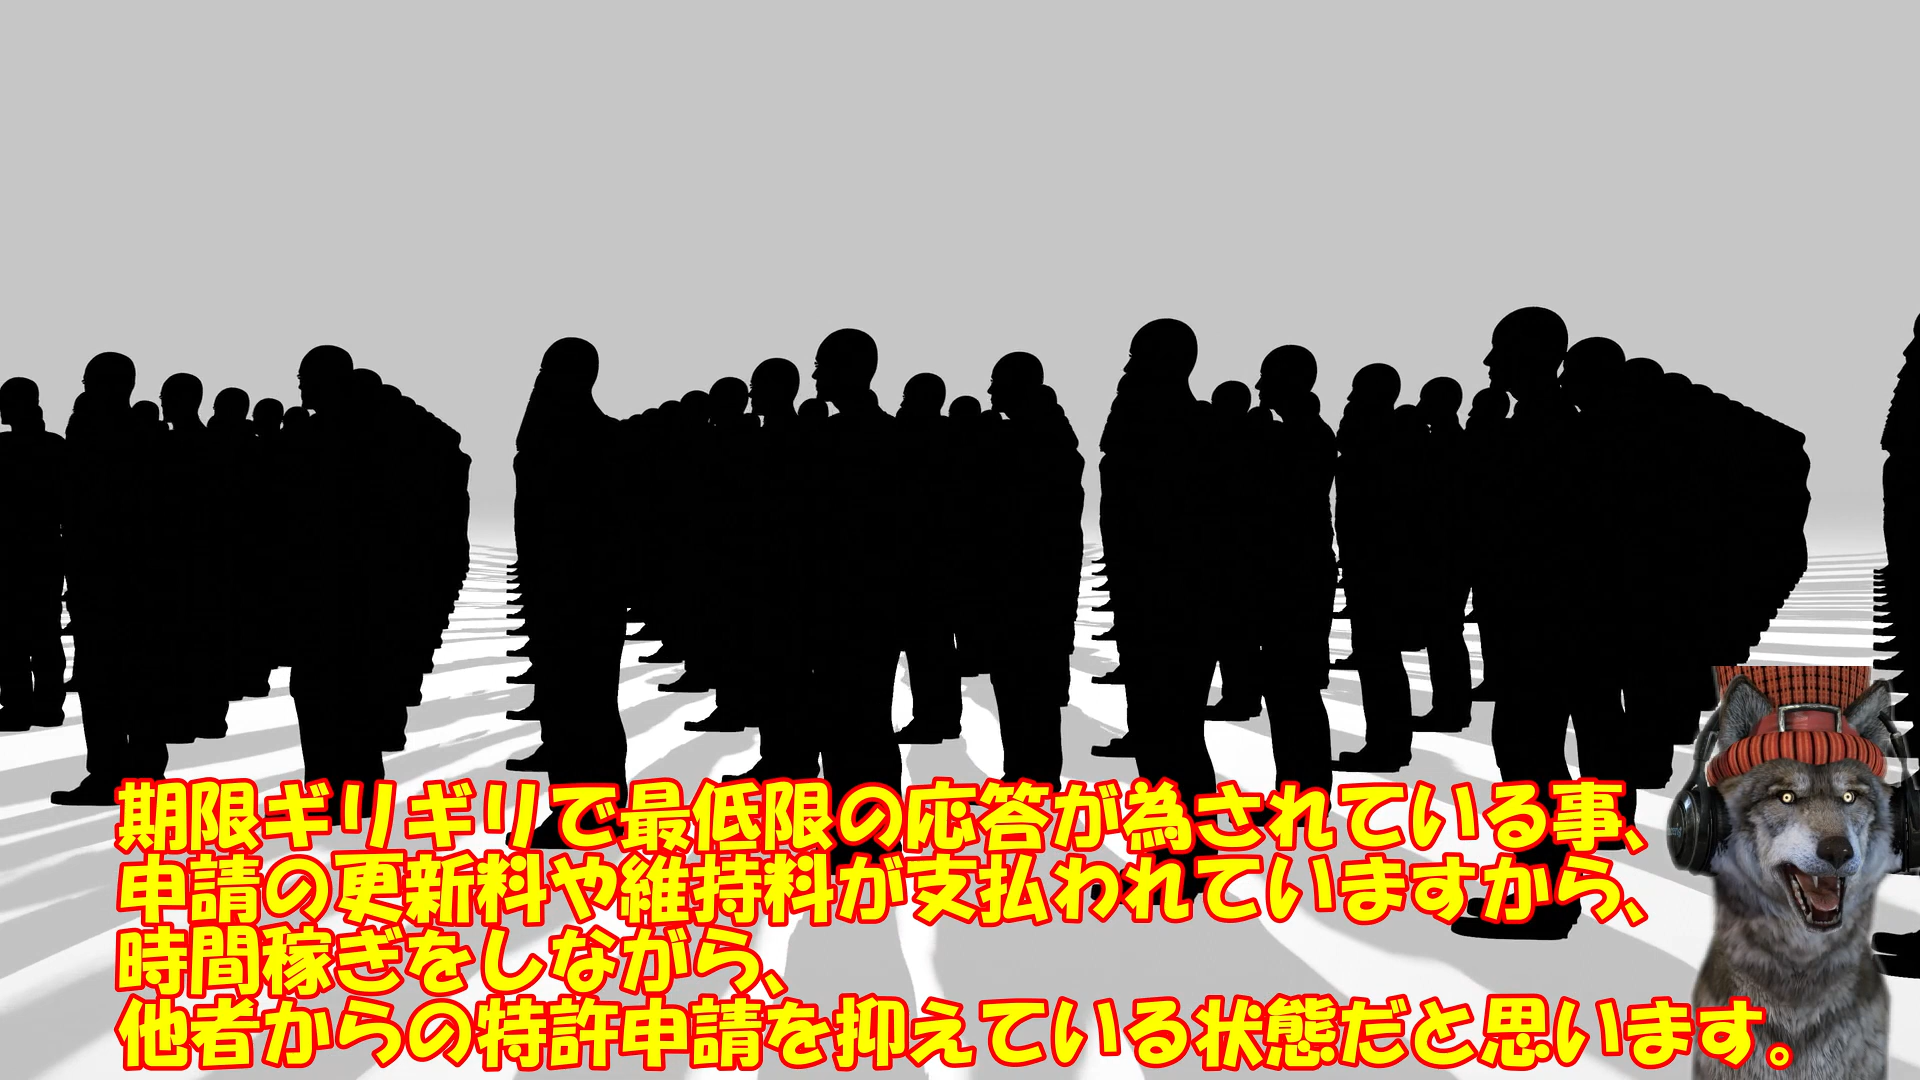 期限ギリギリで最低限の応答が為されている事、
申請の更新料や維持料が支払われていますから、
時間稼ぎをしながら、
他者からの特許申請を抑えている状態だと思います。